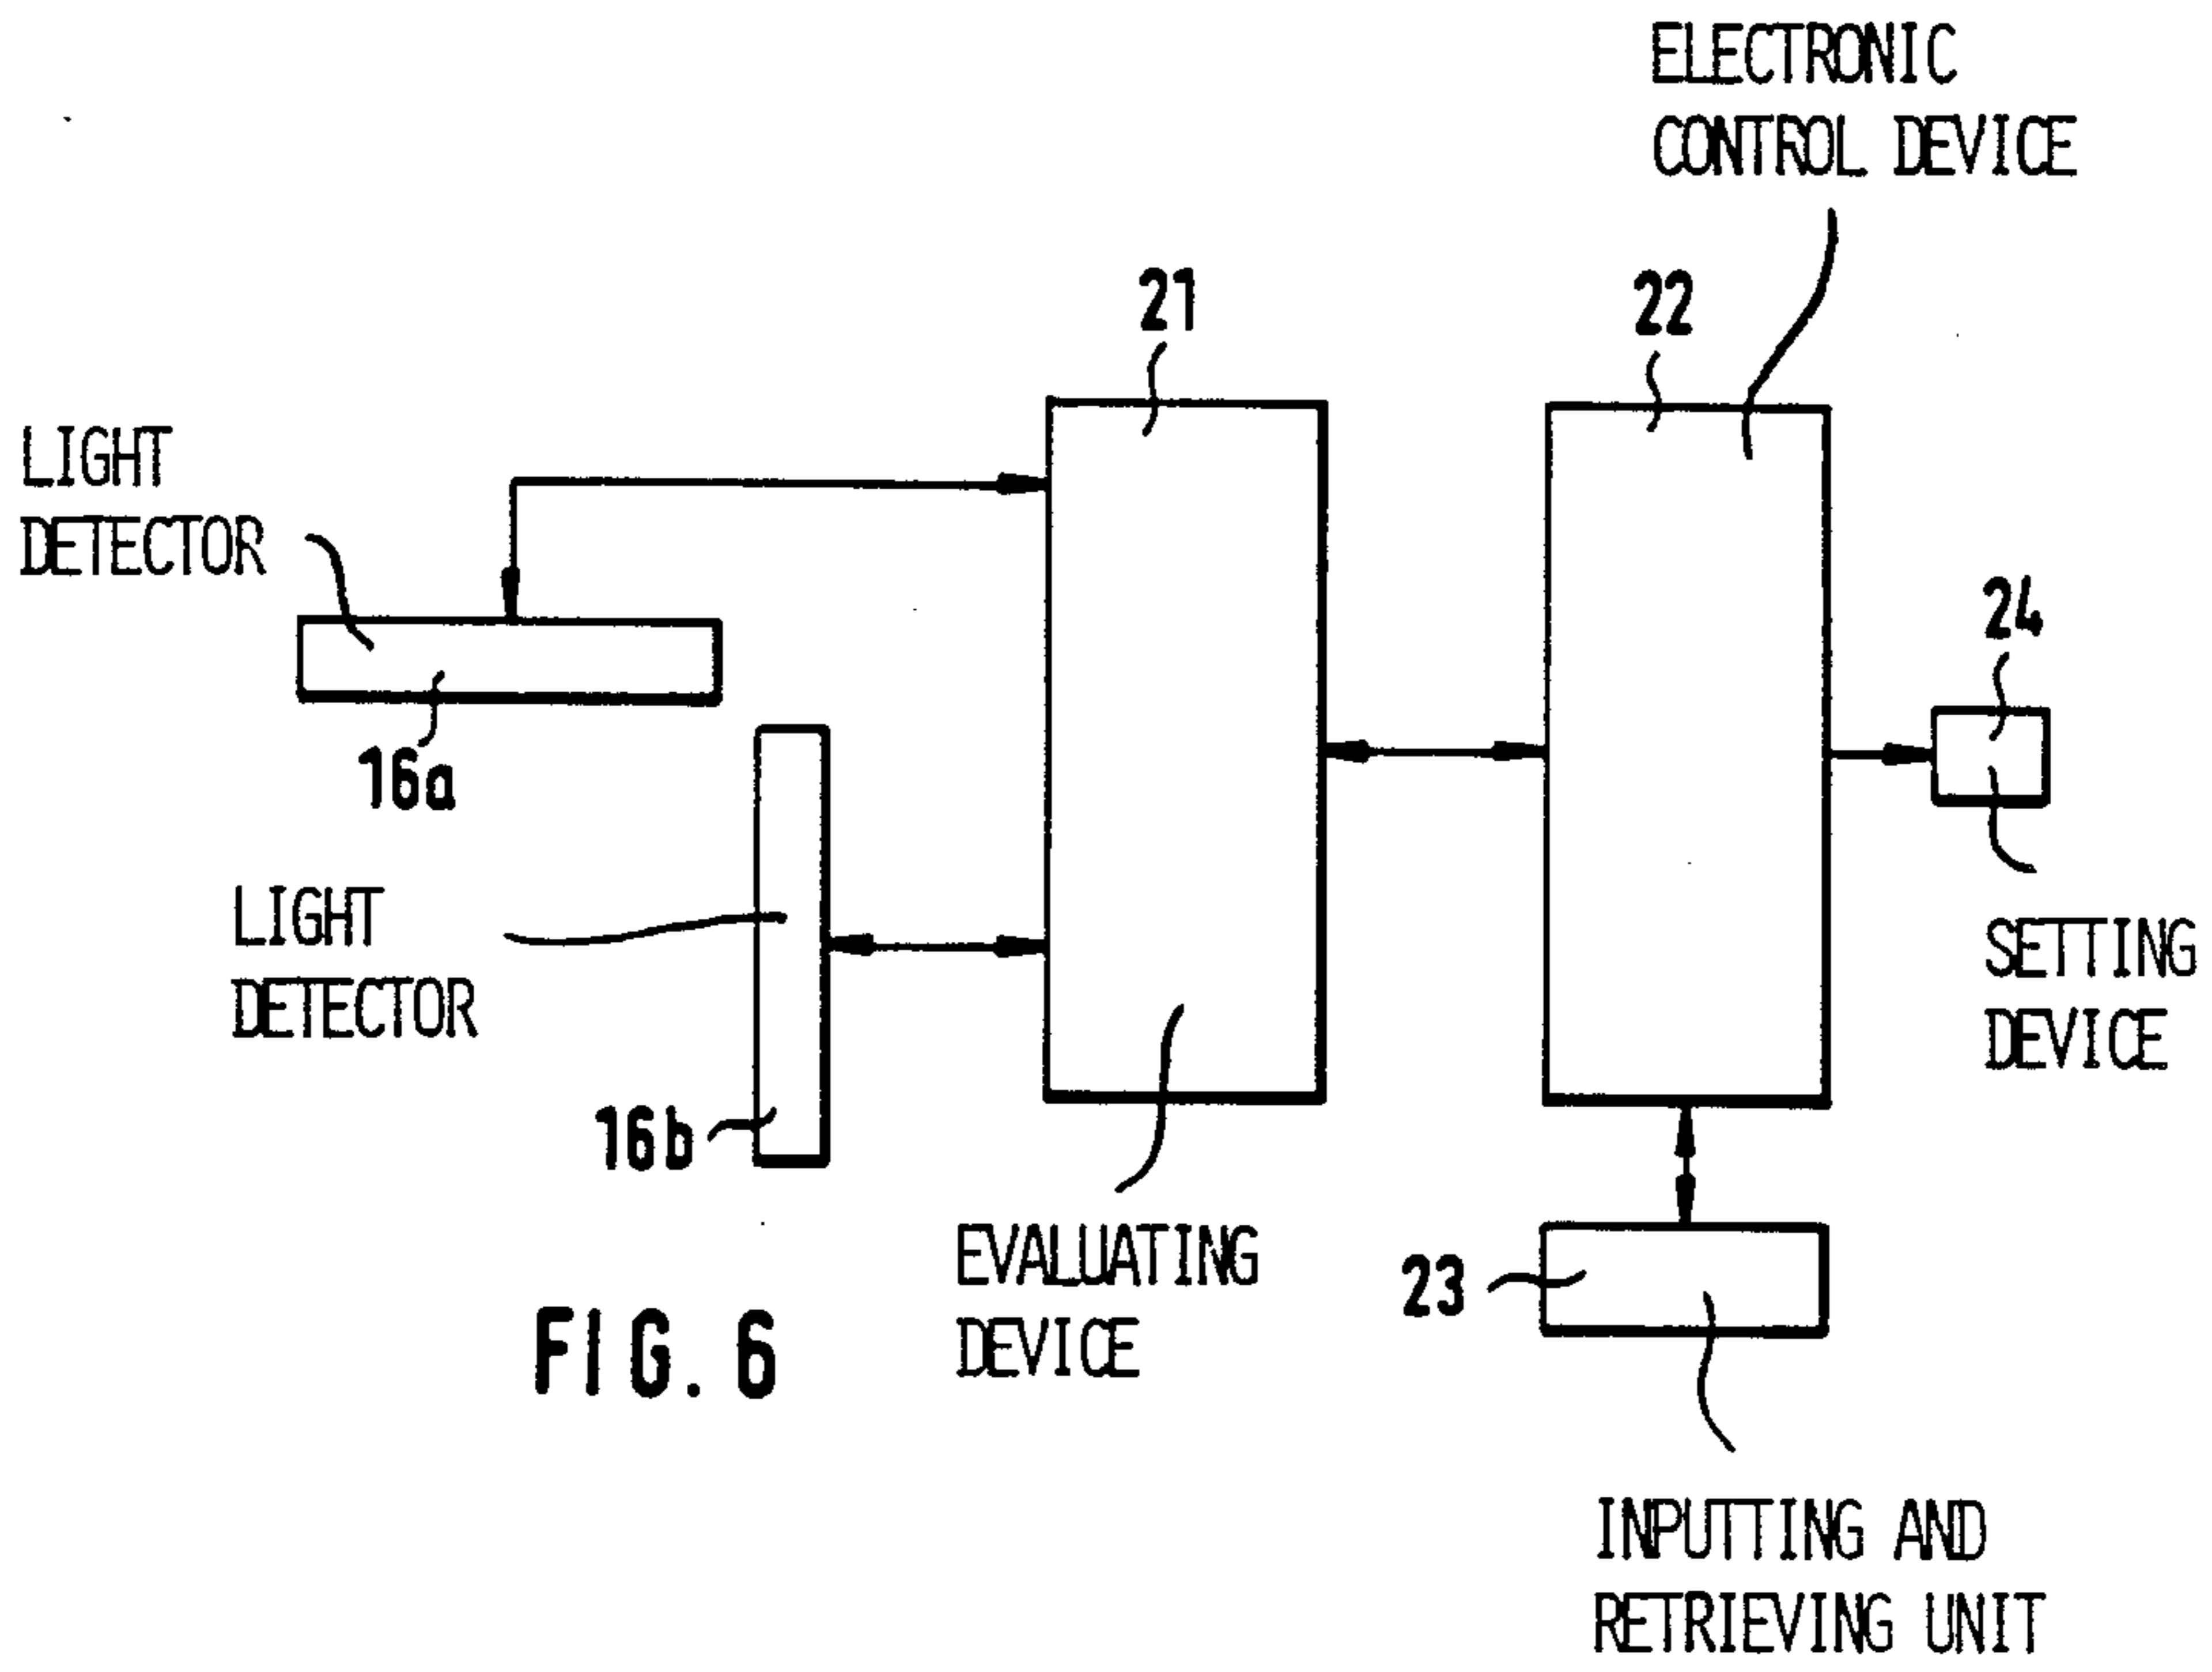 ELECTRONIC
CONTROL DEVICE
21
22
LIGHT
DETECTOR
24
16a
LIGHT
DETECTOR
SETTING
DEVICE
16b
EVALUATING
DEVICE
23
FIG. 6
INPUTTING AND
RETRIEVING UNIT